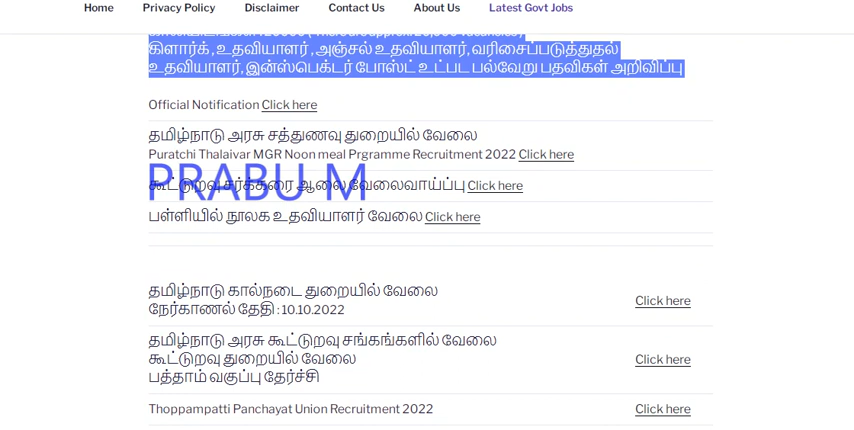 Home Privacy Policy Disclaimer Contact Us About Us Latest Govt Jobs
கிளார்க் , உதவியாளர் , அஞ்சல் உதவியாளர், வரிசைப்படுத்துதல்
உதவியாளர், இன்ஸ்பெக்டர் போஸ்ட் உட்பட பல்வேறு பதவிகள் அறிவிப்பு
Official Notification Click here
தமிழ்நாடு அரசு சத்துணவு துறையில் வேலை
Puratchi Thalaivar MGR Noon meal Prgramme Recruitment 2022 Click here
PRABU M
கூட்டுறவு சர்க்கரை ஆலை வேலைவாய்ப்பு Click here
பள்ளியில் நூலக உதவியாளர் வேலை Click here
தமிழ்நாடு கால்நடை துறையில் வேலை
நேர்காணல் தேதி : 10.10.2022 Click here
தமிழ்நாடு அரசு கூட்டுறவு சங்கங்களில் வேலை
கூட்டுறவு துறையில் வேலை Click here
பத்தாம் வகுப்பு தேர்ச்சி
Thoppampatti Panchayat Union Recruitment 2022 Click here